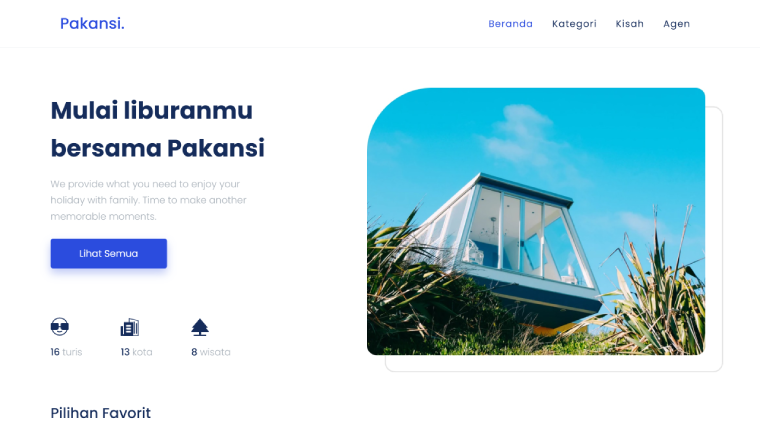 Pakansi.
Beranda Kategori Kisah Agen
Mulai liburanmu
bersama Pakansi
We provide what you need to enjoy your
holiday with family. Time to make another
memorable moments.
Lihat Semua
16 turis 13 kota 8 wisata
Pilihan Favorit